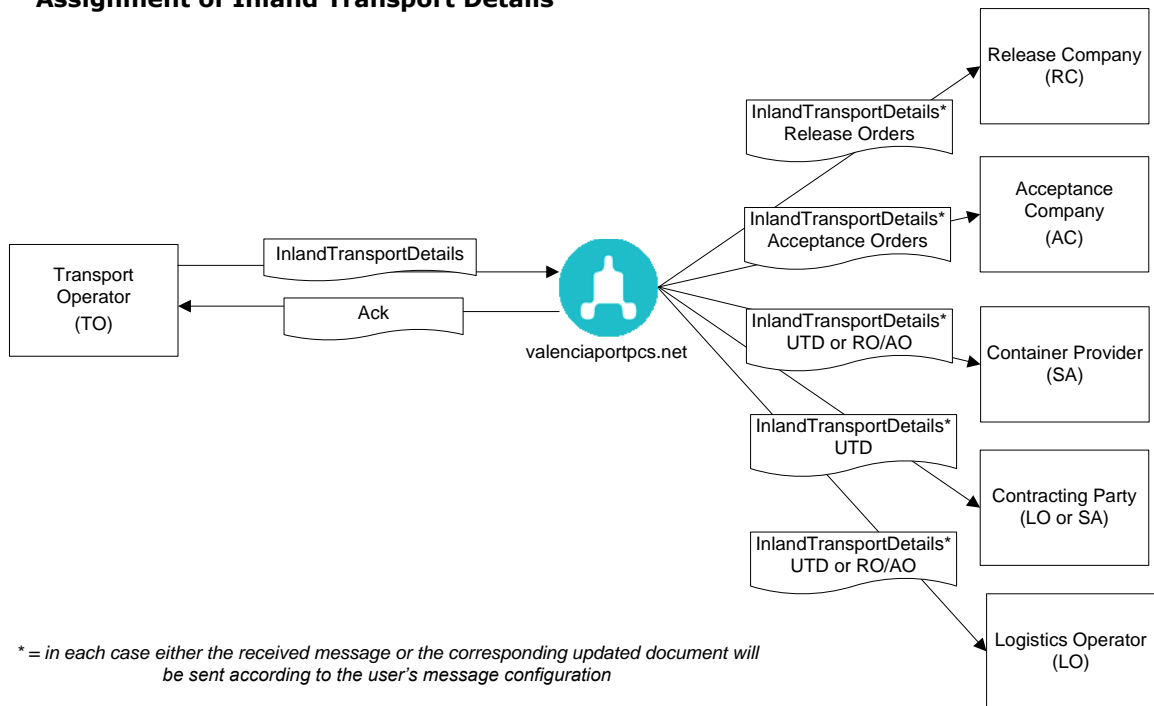 Assignment of Inland Transport Details
Release Company
(RC)
InlandTransportDetails*
Release Orders
Acceptance
Company
(AC)
InlandTransportDetails*
Acceptance Orders
Transport
Operator
(TO)
InlandTransportDetails
Ack
valenciaportpcs.net
InlandTransportDetails*
UTD or RO/AO
Container Provider
(SA)
InlandTransportDetails*
UTD
Contracting Party
(LO or SA)
InlandTransportDetails*
UTD or RO/AO
Logistics Operator
(LO)
* = in each case either the received message or the corresponding updated document will
be sent according to the user's message configuration